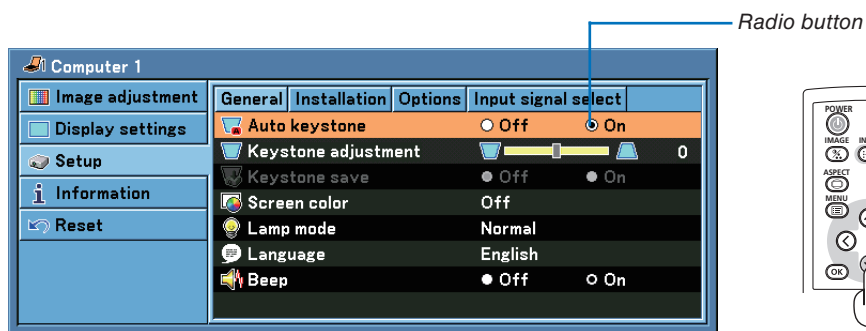 Radio button
Computer 1
Image adjustment
Display settings
Setup
Information
Reset
General Installation Options Input signal select
Auto keystone Off On
Keystone adjustment 0
Keystone save Off On
Screen color Off
Lamp mode Normal
Language English
Beep Off On
POWER
IMAGE
ASPECT
MENU
OK